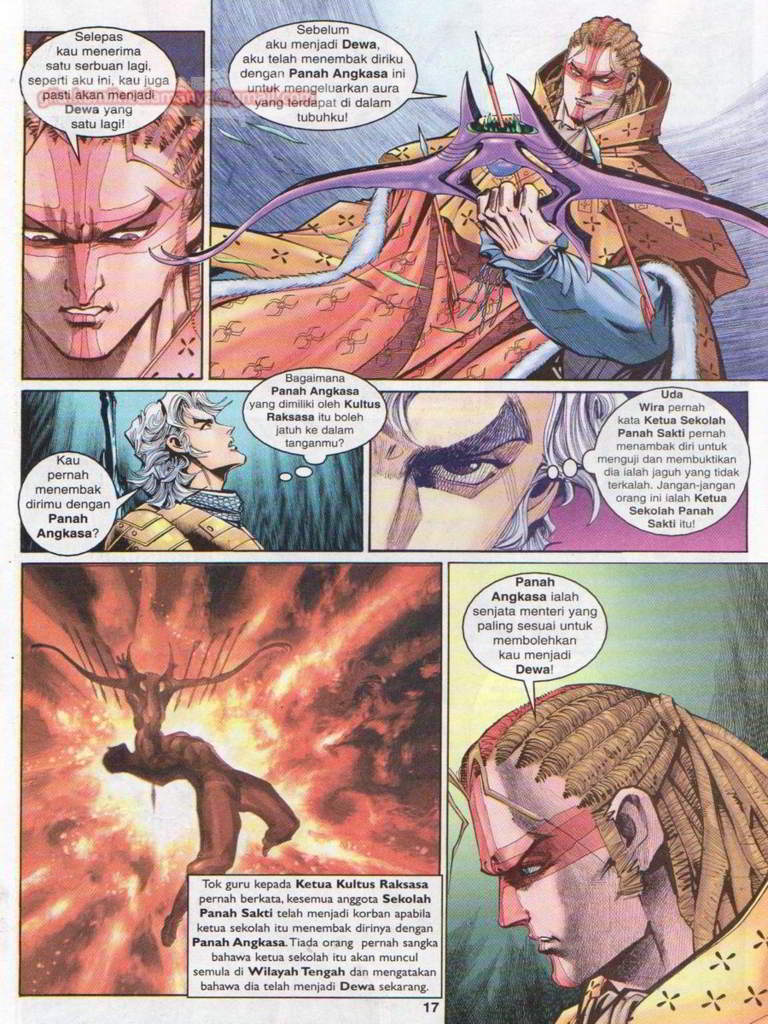 Selepas
kau menerima
satu serbuan lagi,
seperti aku ini, kau juga
pasti akan menjadi
Dewa yang
satu lagi!
Sebelum
aku menjadi Dewa,
aku telah menembak diriku
dengan Panah Angkasa ini
untuk mengeluarkan aura
yang terdapat di dalam
tubuhku!
Kau
pernah
menembak
dirimu dengan
Panah
Angkasa?
Bagaimana
Panah Angkasa
yang dimiliki oleh Kultus
Raksasa itu boleh
jatuh ke dalam
tanganmu?
Uda
Wira pernah
kata Ketua Sekolah
Panah Sakti pernah
menambak diri untuk
menguji dan membuktikan
dia ialah jaguh yang tidak
terkalah. Jangan-jangan
orang ini ialah Ketua
Sekolah Panah
Sakti itu!
Tok guru kepada Ketua Kultus Raksasa
pernah berkata, kesemua anggota Sekolah
Panah Sakti telah menjadi korban apabila
ketua sekolah itu menembak dirinya dengan
Panah Angkasa. Tiada orang pernah sangka
bahawa ketua sekolah itu akan muncul
semula di Wilayah Tengah dan mengatakan
bahawa dia telah menjadi Dewa sekarang.
Panah
Angkasa ialah
senjata menteri yang
paling sesuai untuk
membolehkan
kau menjadi
Dewa!
17